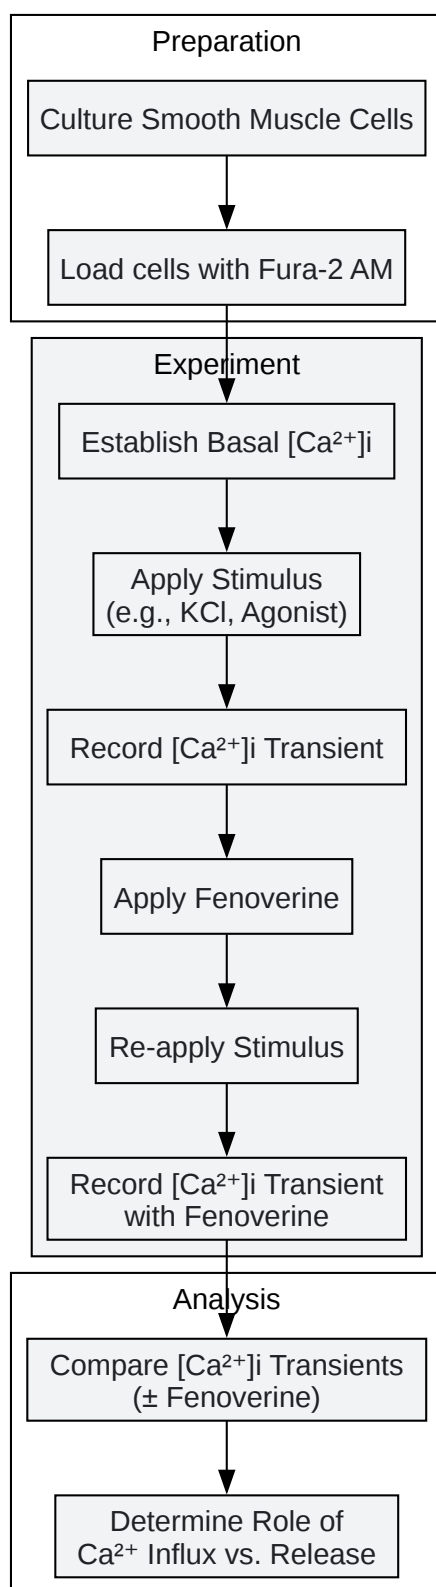 Preparation
Culture Smooth Muscle Cells
Load cells with Fura-2 AM
Experiment
Establish Basal [Ca²⁺]i
Apply Stimulus
(e.g., KCl, Agonist)
Record [Ca²⁺]i Transient
Apply Fenoverine
Re-apply Stimulus
Record [Ca²⁺]i Transient
with Fenoverine
Analysis
Compare [Ca²⁺]i Transients
(± Fenoverine)
Determine Role of
Ca²⁺ Influx vs. Release